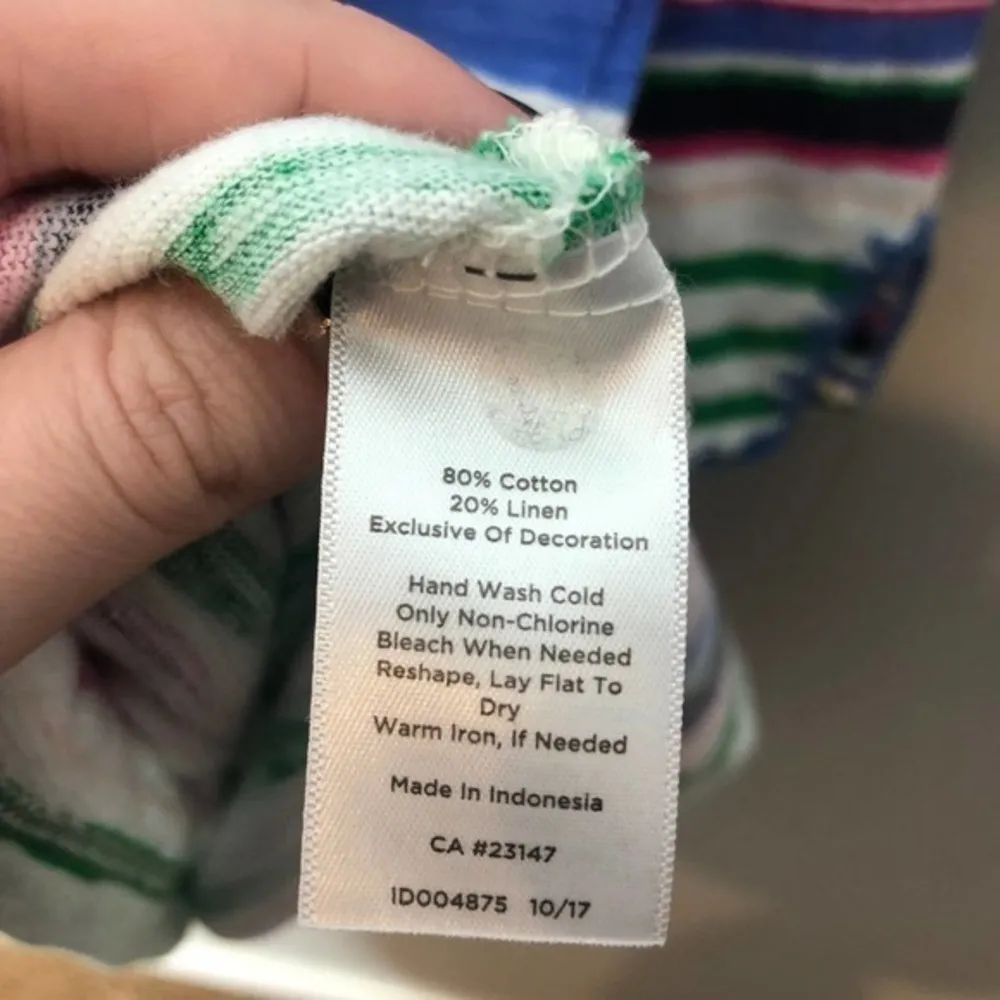 80% Cotton
20% Linen
Exclusive Of Decoration
Hand Wash Cold
Only Non-Chlorine
Bleach When Needed
Reshape, Lay Flat To
Dry
Warm Iron, If Needed
Made In Indonesia
CA #23147
ID004875 10/17